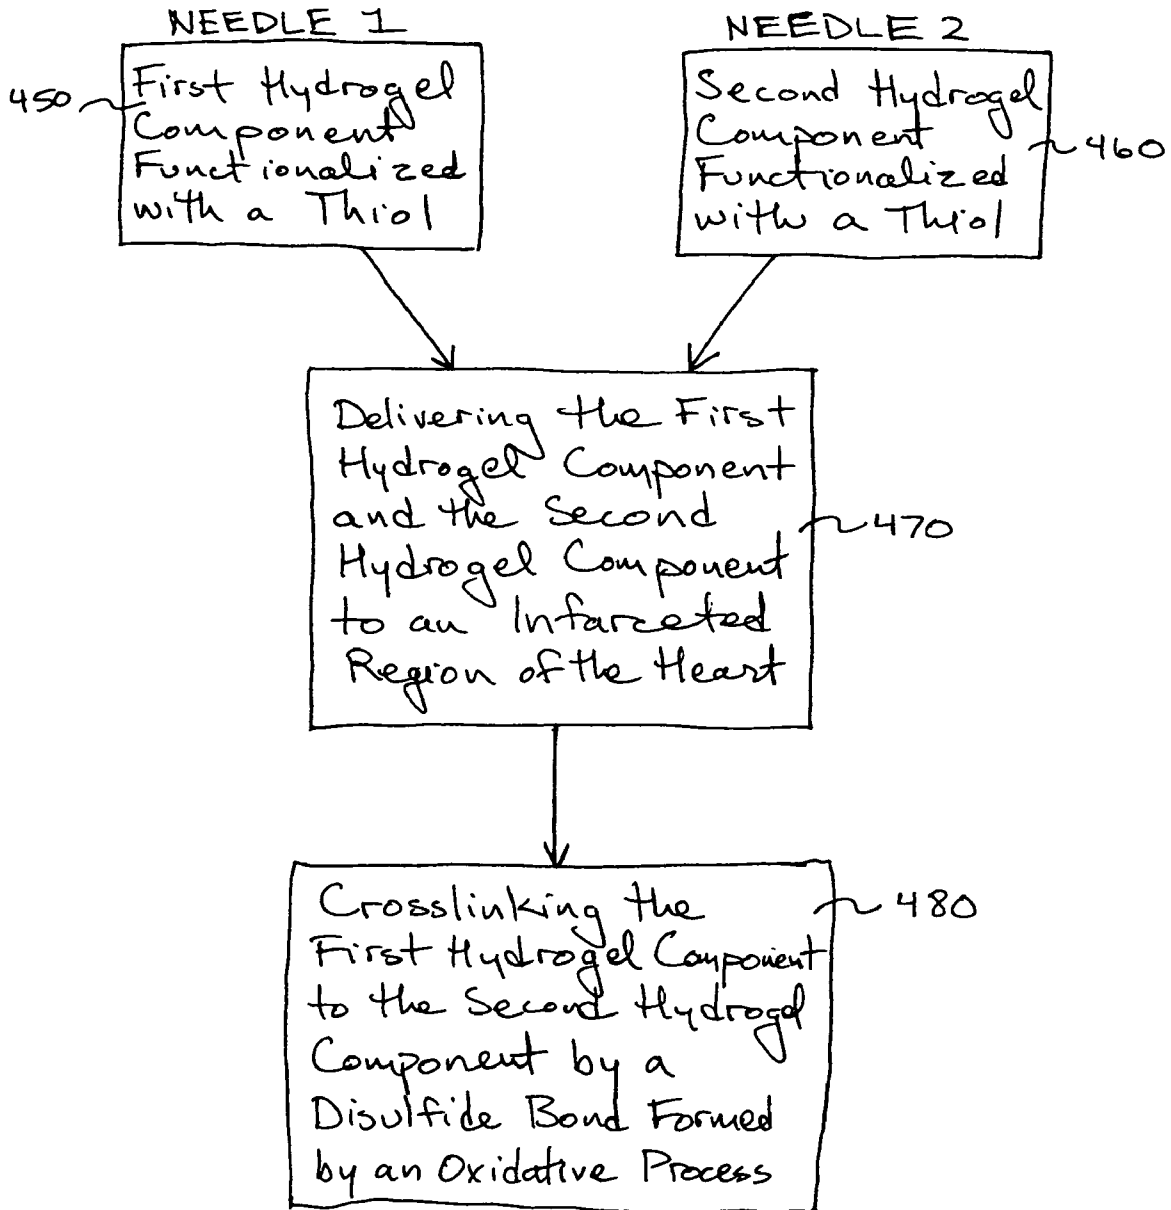 NEEDLE 1
450
First Hydrogel
Component
Functionalized
with a Thiol
NEEDLE 2
Second Hydrogel
Component
Functionalized
with a Thiol
460
Delivering the First
Hydrogel Component
and the Second
Hydrogel Component
to an Infarceted
Region of the Heart
470
Crosslinking the
First Hydrogel Component
to the Second Hydrogel
Component by a
Disulfide Bond Formed
by an Oxidative Process
480